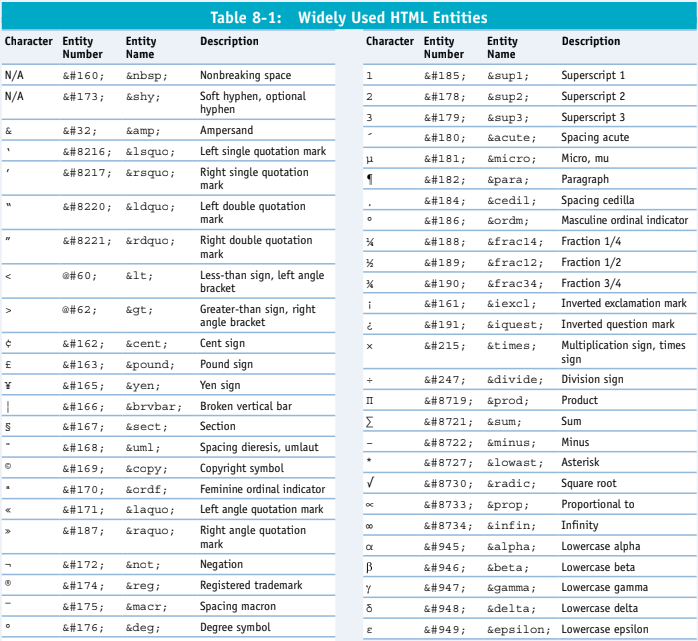 Table 8-1: Widely Used HTML Entities
Character Entity Number Entity Name Description
N/A &#160; &nbsp; Nonbreaking space
N/A &#173; &shy; Soft hyphen, optional
hyphen
& &#32; &amp; Ampersand
‘ &#8216; &lsquo; Left single quotation mark
’ &#8217; &rsquo; Right single quotation
mark
“ &#8220; &ldquo; Left double quotation
mark
” &#8221; &rdquo; Right double quotation
mark
< @#60; &lt; Less-than sign, left angle
bracket
> @#62; &gt; Greater-than sign, right
angle bracket
¢ &#162; &cent; Cent sign
£ &#163; &pound; Pound sign
¥ &#165; &yen; Yen sign
¦ &#166; &brvbar; Broken vertical bar
§ &#167; &sect; Section
¨ &#168; &uml; Spacing dieresis, umlaut
© &#169; &copy; Copyright symbol
ª &#170; &ordf; Feminine ordinal indicator
« &#171; &laquo; Left angle quotation mark
» &#187; &raquo; Right angle quotation
mark
¬ &#172; &not; Negation
® &#174; &reg; Registered trademark
¯ &#175; &macr; Spacing macron
° &#176; &deg; Degree symbol
Character Entity Number Entity Name Description
1 &#185; &sup1; Superscript 1
2 &#178; &sup2; Superscript 2
3 &#179; &sup3; Superscript 3
´ &#180; &acute; Spacing acute
µ &#181; &micro; Micro, mu
¶ &#182; &para; Paragraph
. &#184; &cedil; Spacing cedilla
º &#186; &ordm; Masculine ordinal indicator
¼ &#188; &frac14; Fraction 1/4
½ &#189; &frac12; Fraction 1/2
¾ &#190; &frac34; Fraction 3/4
¡ &#161; &iexcl; Inverted exclamation mark
¿ &#191; &iquest; Inverted question mark
× &#215; &times; Multiplication sign, times
sign
÷ &#247; &divide; Division sign
Π &#8719; &prod; Product
∑ &#8721; &sum; Sum
− &#8722; &minus; Minus
* &#8727; &lowast; Asterisk
√ &#8730; &radic; Square root
∝ &#8733; &prop; Proportional to
∞ &#8734; &infin; Infinity
α &#945; &alpha; Lowercase alpha
β &#946; &beta; Lowercase beta
γ &#947; &gamma; Lowercase gamma
δ &#948; &delta; Lowercase delta
ε &#949; &epsilon; Lowercase epsilon